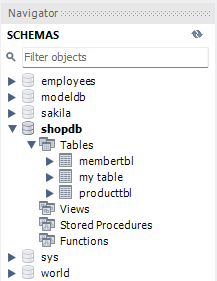 Navigator
SCHEMAS
Filter objects
employees
modeldb
sakila
shopdb
Tables
membertbl
my table
producttbl
Views
Stored Procedures
Functions
sys
world